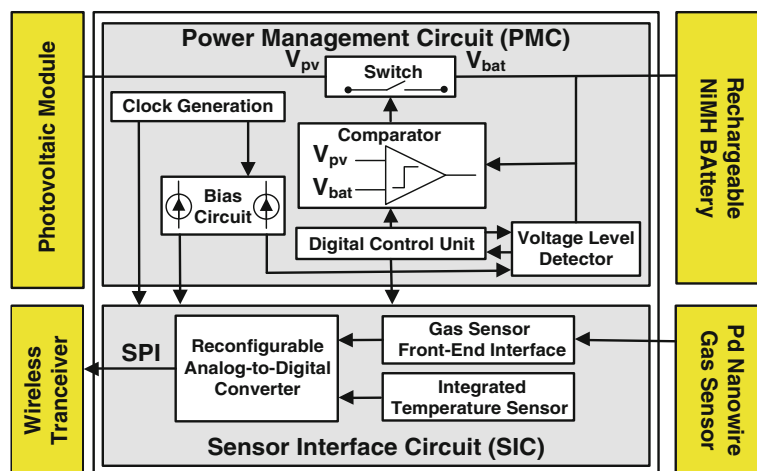 Power Management Circuit (PMC)
Photovoltaic Module
Vpv
Switch
Vbat
Rechargeable
NiMH BAttery
Clock Generation
Comparator
Vpv
Vbat
Bias
Circuit
Digital Control Unit
Voltage Level
Detector
Wireless
Tranceiver
SPI
Reconfigurable
Analog-to-Digital
Converter
Gas Sensor
Front-End Interface
Integrated
Temperature Sensor
Pd Nanowire
Gas Sensor
Sensor Interface Circuit (SIC)